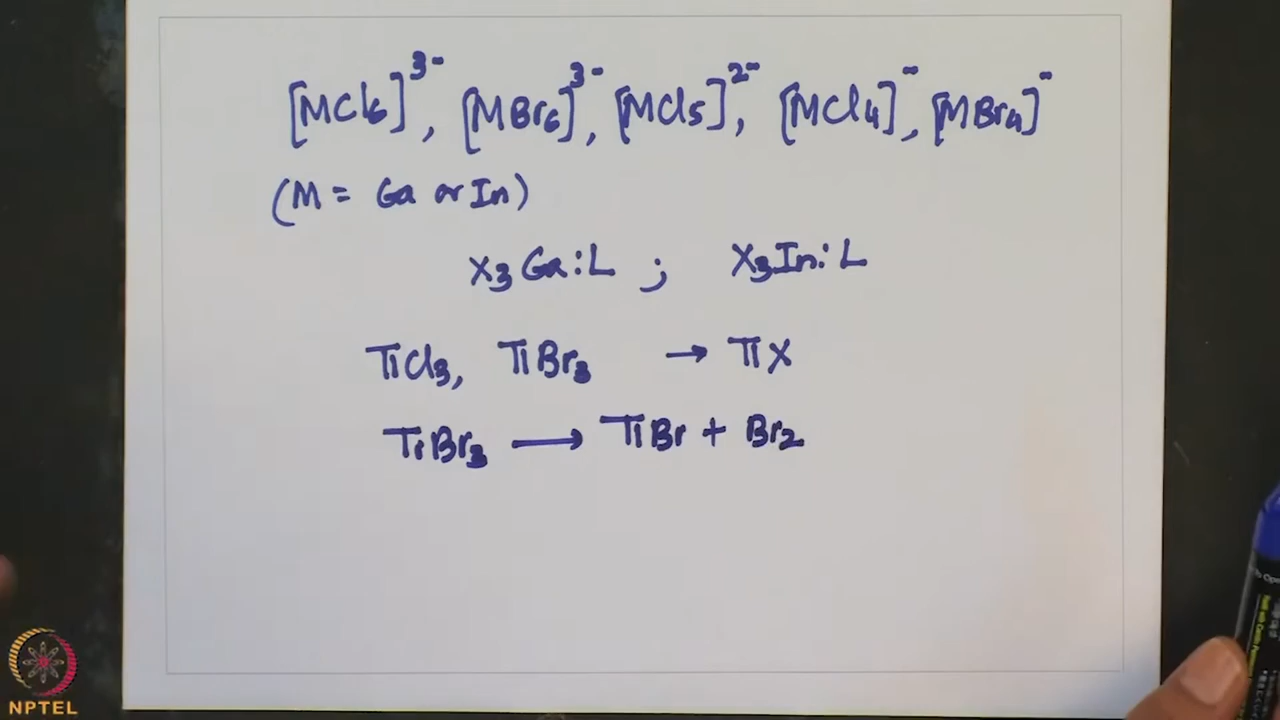 [MCl₆]³⁻, [MBr₆]³⁻, [MCl₅]²⁻, [MCl₄]⁻, [MBr₄]⁻
(M = Ga or In)
X₃Ga:L ; X₃In:L
TlCl₃, TlBr₃ → TlX
TlBr₃ ⟶ TlBr + Br₂
NPTEL